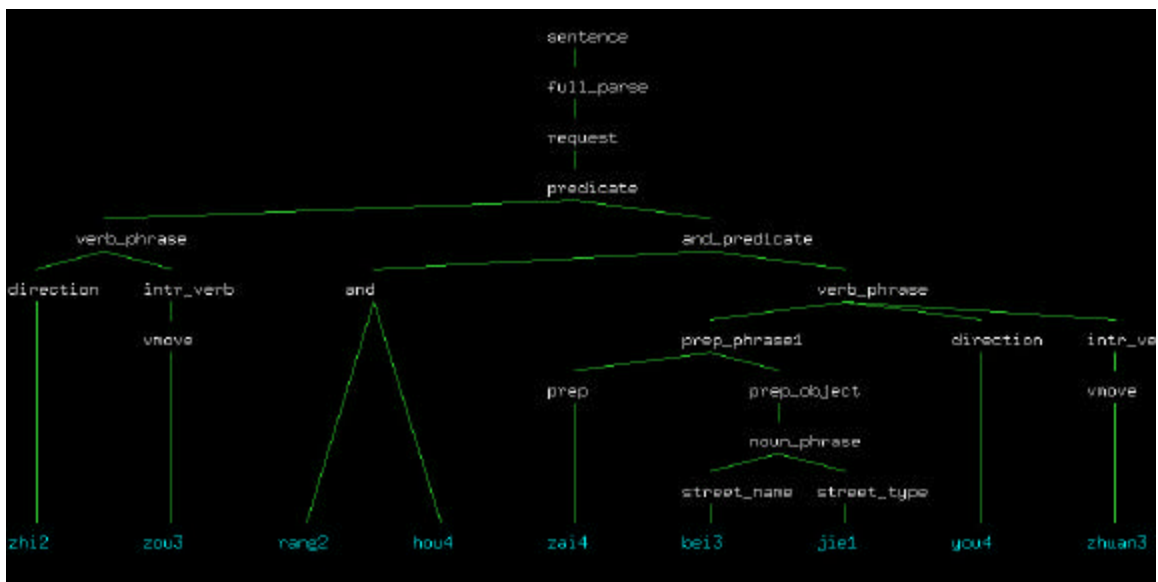 sentence
full_parse
request
predicate
verb_phrase and_predicate
direction intr_verb and verb_phrase
vmove prep_phrase1 direction intr_ve
prep prep_object vmove
noun_phrase
street_name street_type
zhi2 zou3 rang2 hou4 zai4 bei3 jie1 you4 zhuan3